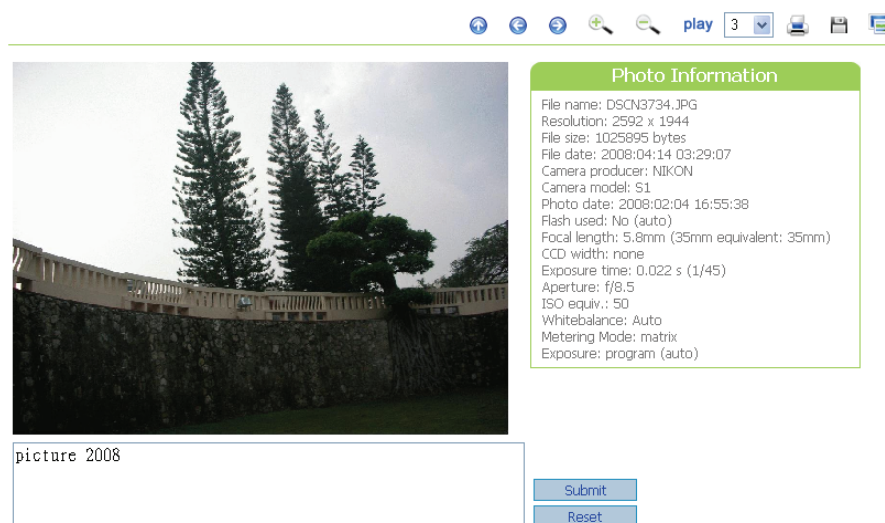 play 3
Photo Information
File name: DSCN3734.JPG
Resolution: 2592 x 1944
File size: 1025895 bytes
File date: 2008:04:14 03:29:07
Camera producer: NIKON
Camera model: S1
Photo date: 2008:02:04 16:55:38
Flash used: No (auto)
Focal length: 5.8mm (35mm equivalent: 35mm)
CCD width: none
Exposure time: 0.022 s (1/45)
Aperture: f/8.5
ISO equiv.: 50
Whitebalance: Auto
Metering Mode: matrix
Exposure: program (auto)
picture 2008
Submit
Reset